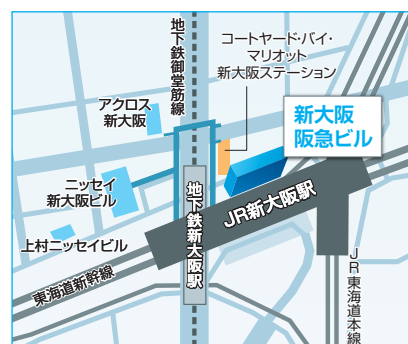 地下鉄御堂筋線
コートヤード・バイ・
マリオット
新大阪ステーション
アクロス
新大阪
新大阪
阪急ビル
ニッセイ
新大阪ビル
地下鉄新大阪駅
JR新大阪駅
上村ニッセイビル
東海道新幹線
JR東海道本線